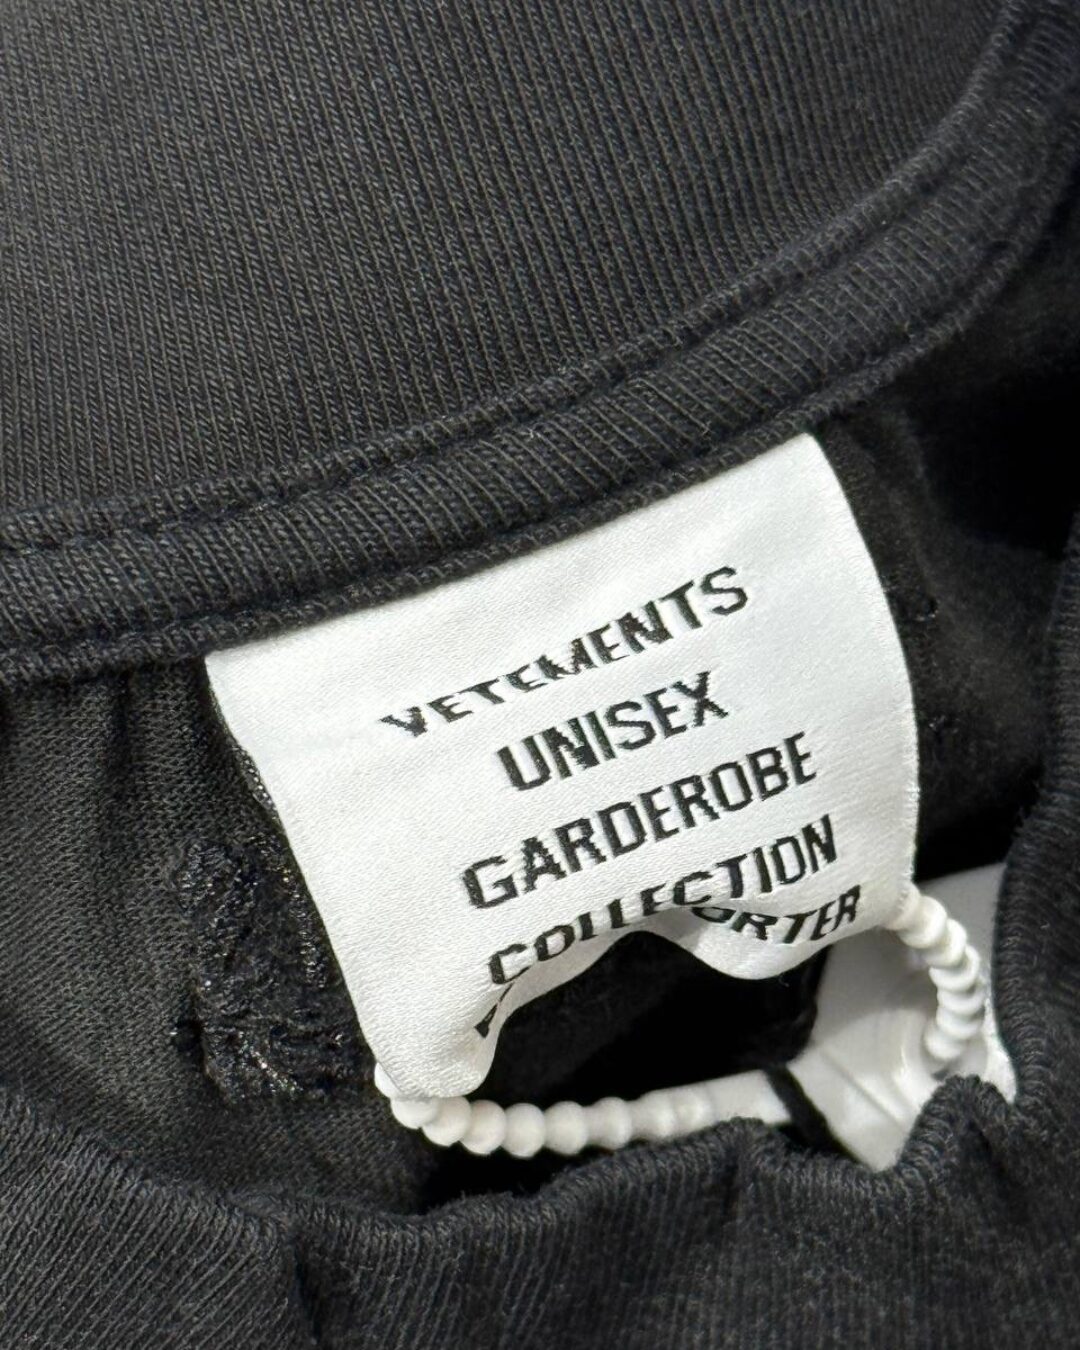 VETEMENTS
UNISEX
GARDEROBE
COLLECTION